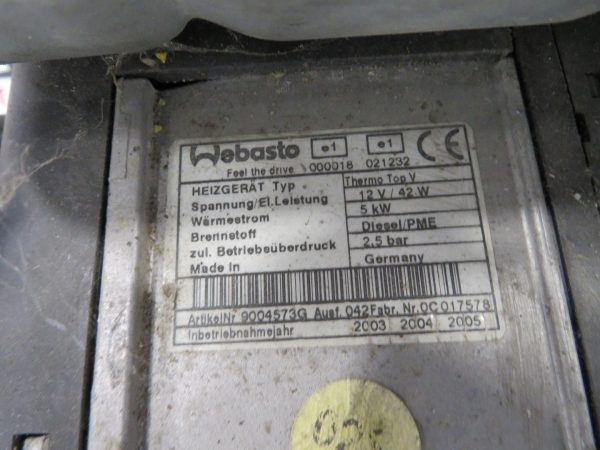 Webasto e1 e1 CE
Feel the drive 000018 021232
HEIZGERÄT Typ Thermo Top V
Spannung/El.Leistung 12 V / 42 W
Wärmestrom 5 kW
Brennstoff Diesel/PME
zul. Betriebsüberdruck 2,5 bar
Made in Germany
ArtikelNr 9004573G Ausf. 042Fabr. Nr.0C017578
Inbetriebnahmejahr 2003 2004 2005